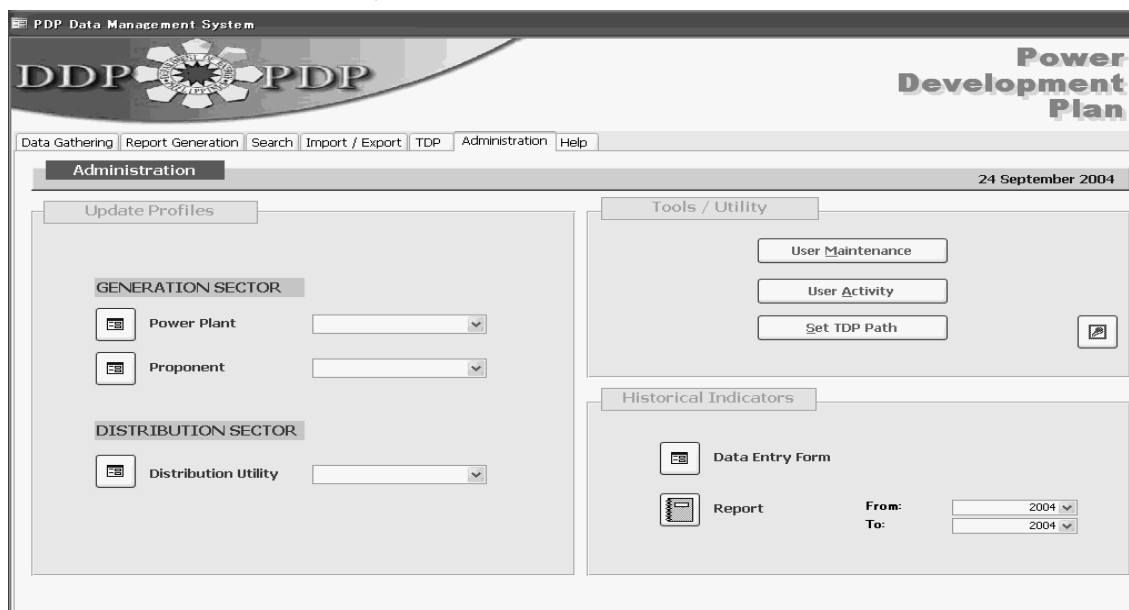 PDP Data Management System
DDP PDP
Power
Development
Plan
Data Gathering Report Generation Search Import / Export TDP Administration Help
Administration
24 September 2004
Update Profiles
GENERATION SECTOR
Power Plant
Proponent
DISTRIBUTION SECTOR
Distribution Utility
Tools / Utility
User Maintenance
User Activity
Set TDP Path
Historical Indicators
Data Entry Form
Report
From: 2004
To: 2004